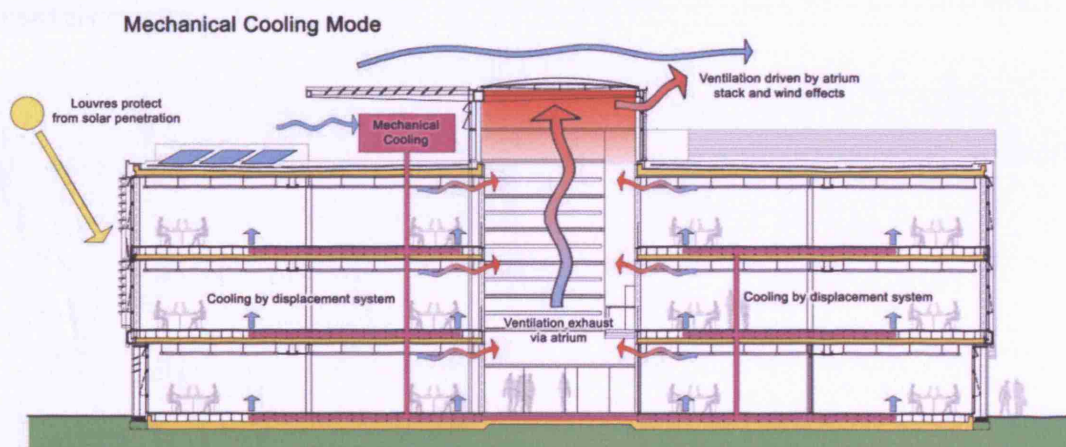 Mechanical Cooling Mode
Louvres protect
from solar penetration
Mechanical
Cooling
Ventilation driven by atrium
stack and wind effects
Cooling by displacement system
Cooling by displacement system
Ventilation exhaust
via atrium